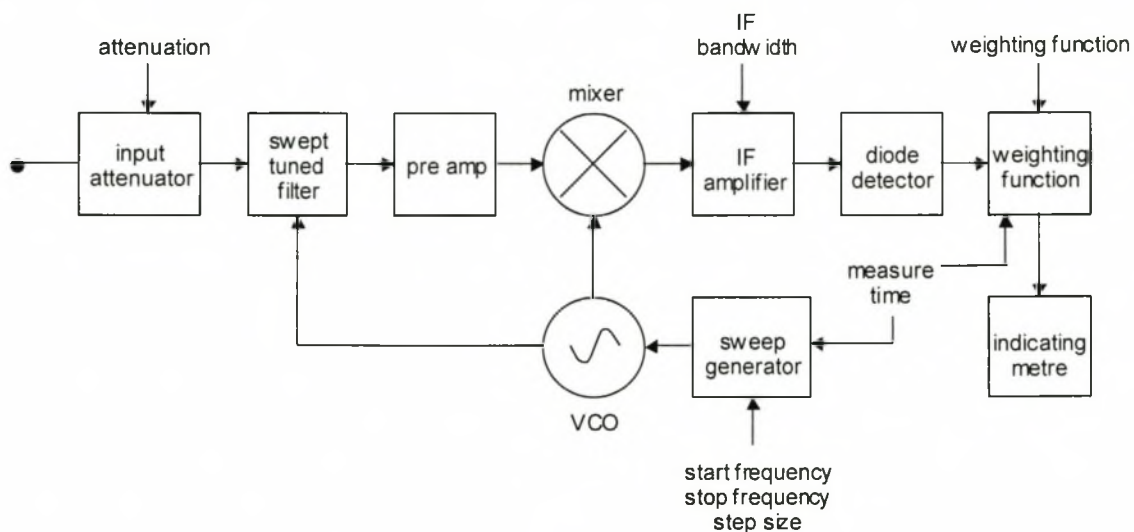 attenuation
IF
bandwidth
weighting function
mixer
input
attenuator
swept
tuned
filter
pre amp
IF
amplifier
diode
detector
weighting
function
measure
time
sweep
generator
indicating
metre
VCO
start frequency
stop frequency
step size